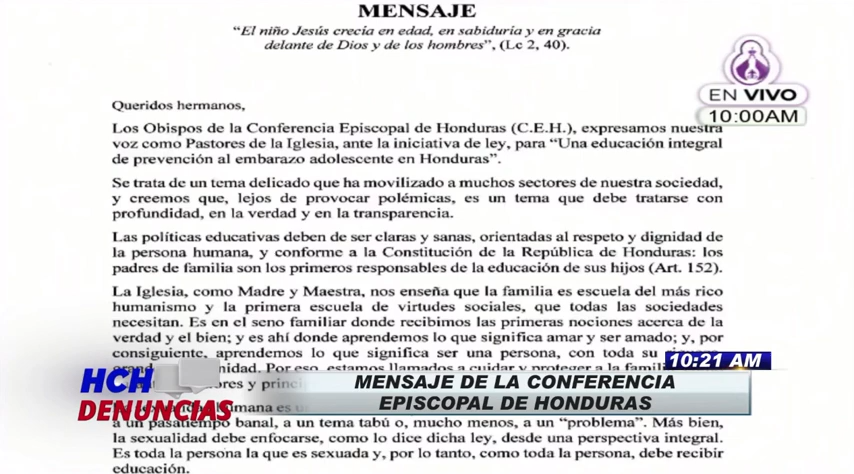 MENSAJE
“El niño Jesús crecía en edad, en sabiduría y en gracia
delante de Dios y de los hombres”, (Lc 2, 40).
EN VIVO
10:00AM
Queridos hermanos,
Los Obispos de la Conferencia Episcopal de Honduras (C.E.H.), expresamos nuestra
voz como Pastores de la Iglesia, ante la iniciativa de ley, para “Una educación integral
de prevención al embarazo adolescente en Honduras”.
Se trata de un tema delicado que ha movilizado a muchos sectores de nuestra sociedad,
y creemos que, lejos de provocar polémicas, es un tema que debe tratarse con
profundidad, en la verdad y en la transparencia.
Las políticas educativas deben de ser claras y sanas, orientadas al respeto y dignidad de
la persona humana, y conforme a la Constitución de la República de Honduras: los
padres de familia son los primeros responsables de la educación de sus hijos (Art. 152).
La Iglesia, como Madre y Maestra, nos enseña que la familia es escuela del más rico
humanismo y la primera escuela de virtudes sociales, que todas las sociedades
necesitan. Es en el seno familiar donde recibimos las primeras nociones acerca de la
verdad y el bien; y es ahí donde aprendemos lo que significa amar y ser amado; y, por
consiguiente, aprendemos lo que significa ser una persona, con toda su
Por eso, estamos llamados a cuidar y proteger a la
10:21 AM
HCH
DENUNCIAS
MENSAJE DE LA CONFERENCIA
EPISCOPAL DE HONDURAS
a un pasatiempo banal, a un tema tabú o, mucho menos, a un “problema”. Más bien,
la sexualidad debe enfocarse, como lo dice dicha ley, desde una perspectiva integral.
Es toda la persona la que es sexuada y, por lo tanto, como toda la persona, debe recibir
educación.